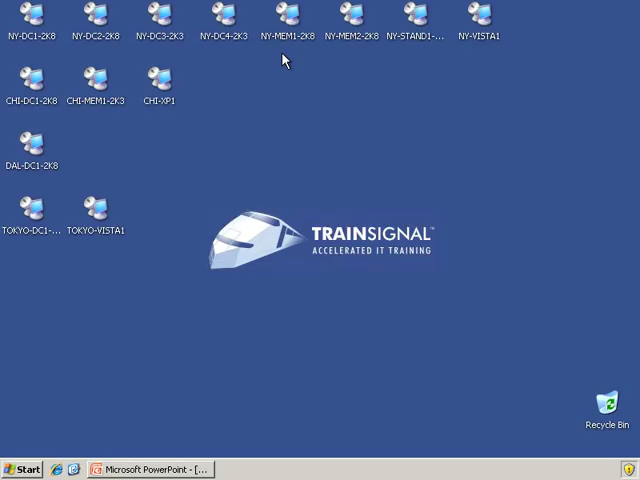 NY-DC1-2K8 NY-DC2-2K8 NY-DC3-2K3 NY-DC4-2K3 NY-MEM1-2K8 NY-MEM2-2K8 NY-STAND1-... NY-VISTA1
CHI-DC1-2K8 CHI-MEM1-2K3 CHI-XP1
DAL-DC1-2K8
TOKYO-DC1-... TOKYO-VISTA1
TRAINSIGNAL™
ACCELERATED IT TRAINING
Recycle Bin
Start Microsoft PowerPoint - [...